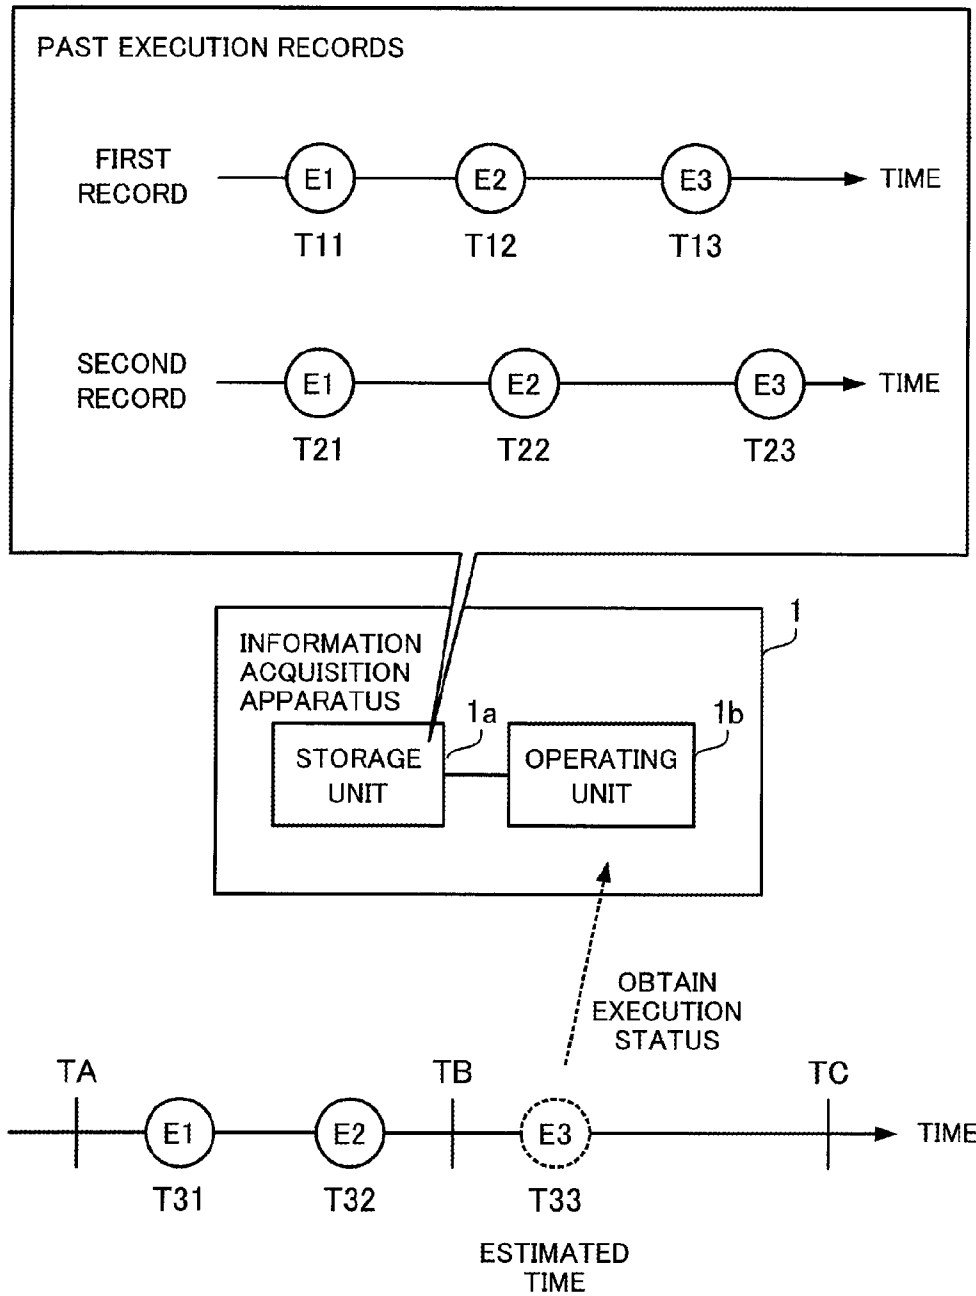 PAST EXECUTION RECORDS
FIRST
RECORD
E1
E2
E3
TIME
T11
T12
T13
SECOND
RECORD
E1
E2
E3
TIME
T21
T22
T23
1
INFORMATION
ACQUISITION
APPARATUS
1a
1b
STORAGE
UNIT
OPERATING
UNIT
OBTAIN
EXECUTION
STATUS
TA
TB
TC
E1
E2
E3
TIME
T31
T32
T33
ESTIMATED
TIME